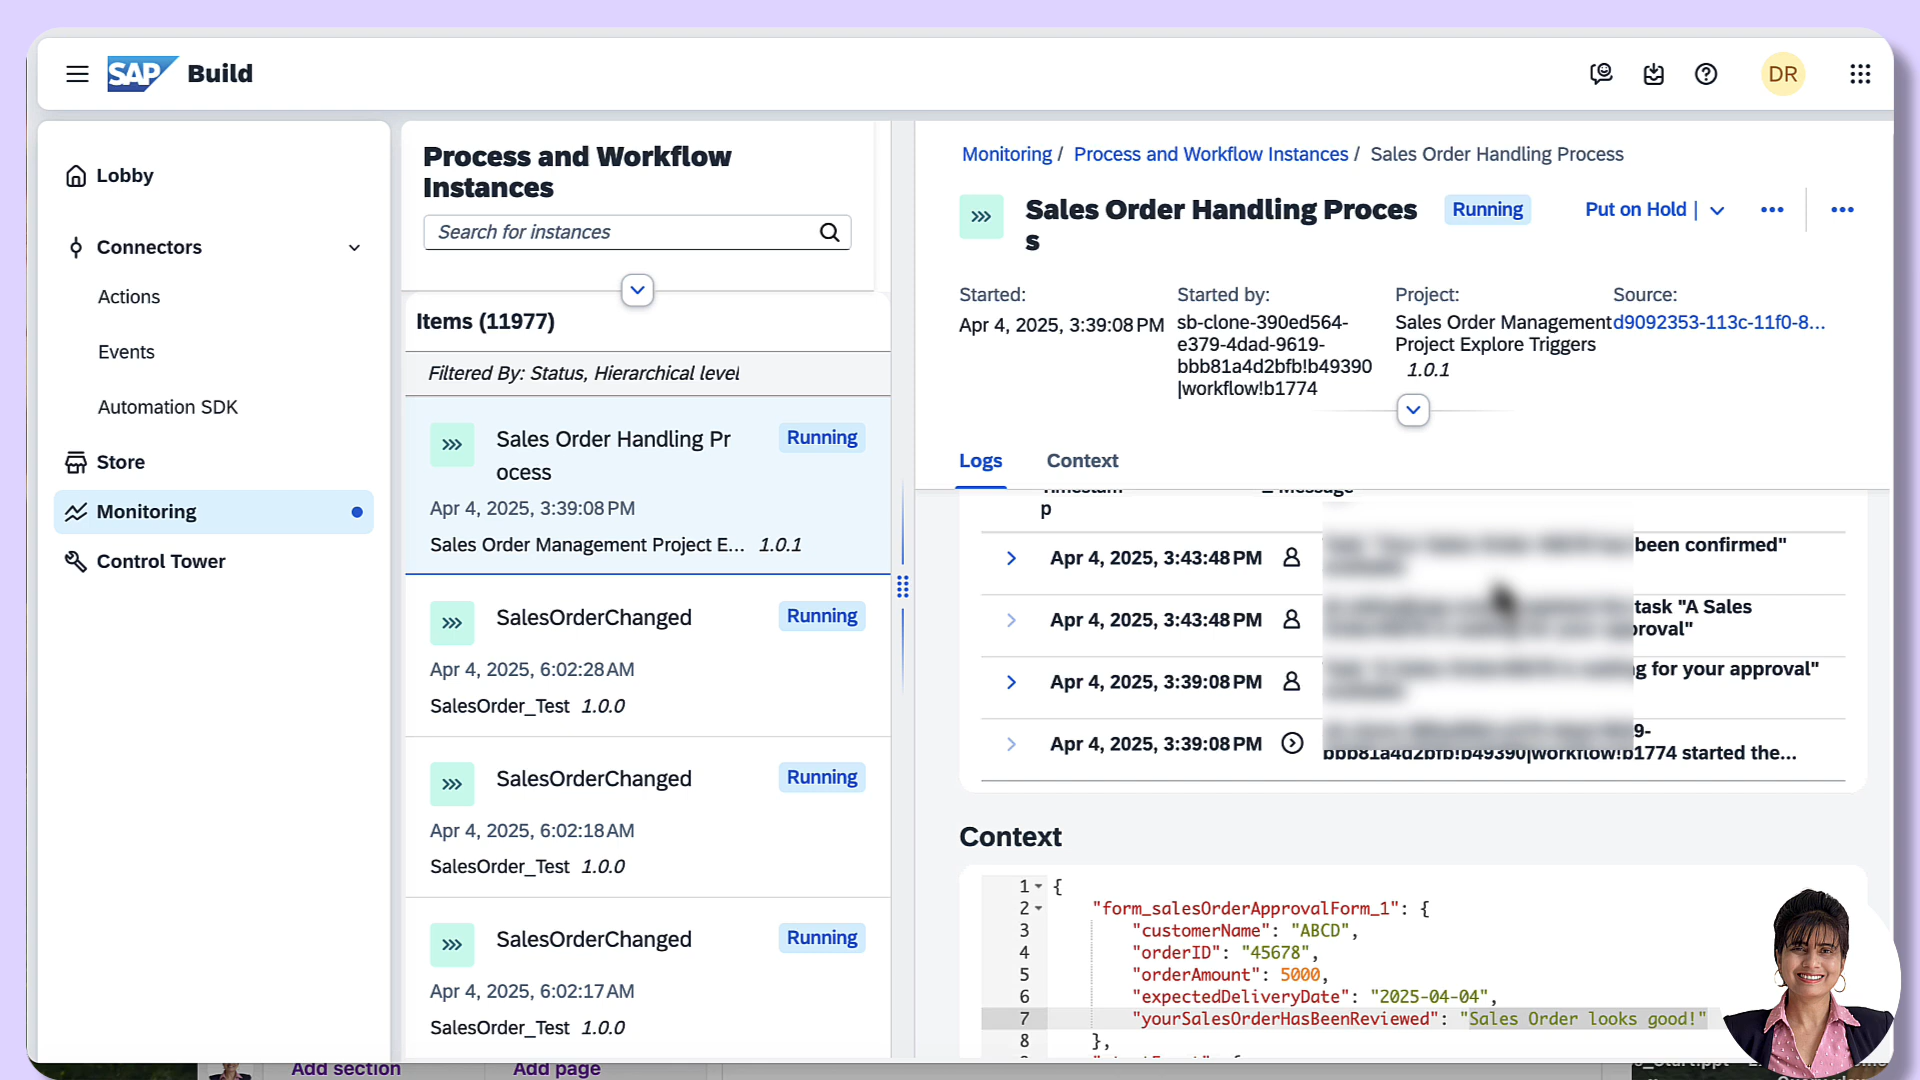 SAP Build
DR
Lobby
Connectors
Actions
Events
Automation SDK
Store
Monitoring
Control Tower
Process and Workflow
Instances
Search for instances
Items (11977)
Filtered By: Status, Hierarchical level
Sales Order Handling Pr
ocess
Running
Apr 4, 2025, 3:39:08 PM
Sales Order Management Project E... 1.0.1
SalesOrderChanged
Running
Apr 4, 2025, 6:02:28 AM
SalesOrder_Test 1.0.0
SalesOrderChanged
Running
Apr 4, 2025, 6:02:18 AM
SalesOrder_Test 1.0.0
SalesOrderChanged
Running
Apr 4, 2025, 6:02:17 AM
SalesOrder_Test 1.0.0
Monitoring / Process and Workflow Instances / Sales Order Handling Process
Sales Order Handling Proces
s
Running
Put on Hold |
Started:
Apr 4, 2025, 3:39:08 PM
Started by:
sb-clone-390ed564-
e379-4dad-9619-
bbb81a4d2bfb!b49390
|workflow!b1774
Project:
Sales Order Management
Project Explore Triggers
1.0.1
Source:
d9092353-113c-11f0-8...
Logs Context
Timestam
p
Message
Apr 4, 2025, 3:43:48 PM
been confirmed"
Apr 4, 2025, 3:43:48 PM
task "A Sales
proval"
Apr 4, 2025, 3:39:08 PM
g for your approval"
Apr 4, 2025, 3:39:08 PM
9-
bbb81a4d2bfb!b49390|workflow!b1774 started the...
Context
1 {
2 "form_salesOrderApprovalForm_1": {
3 "customerName": "ABCD",
4 "orderID": "45678",
5 "orderAmount": 5000,
6 "expectedDeliveryDate": "2025-04-04",
7 "yourSalesOrderHasBeenReviewed": "Sales Order looks good!"
8 },
Add section
Add page